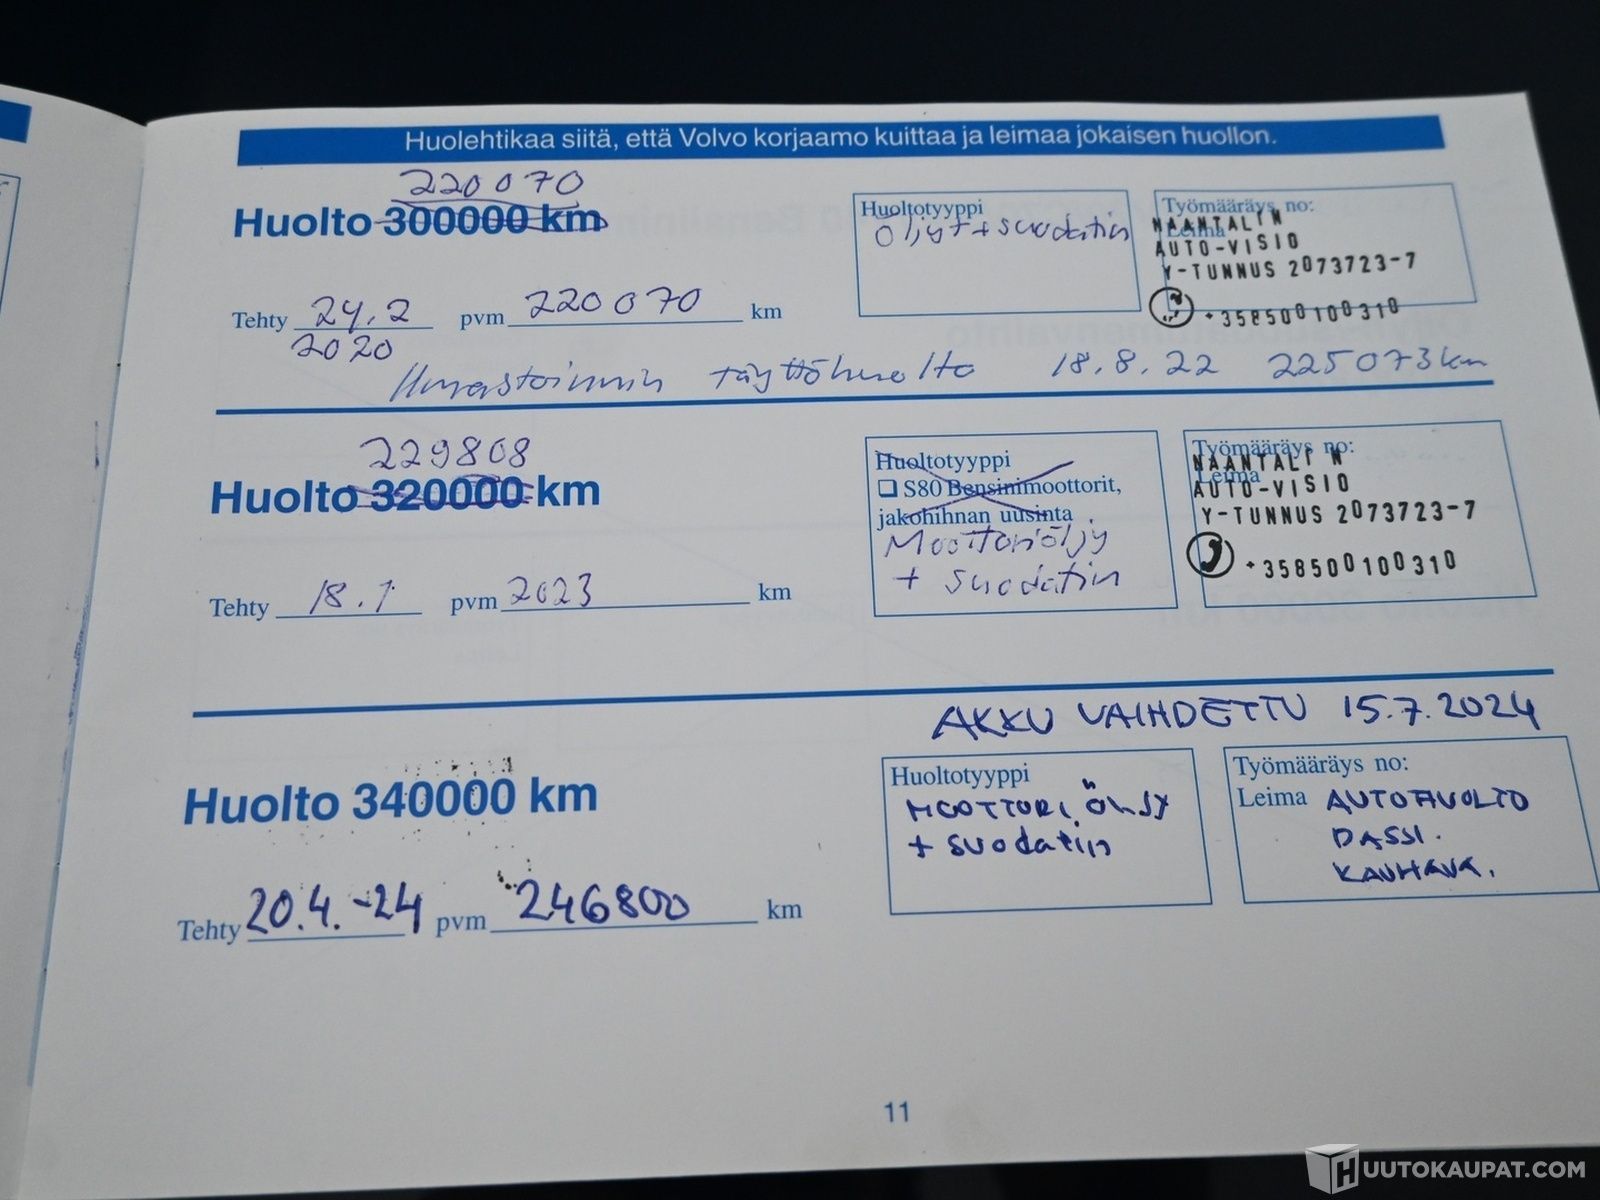 Huolehtikaa siitä, että Volvo korjaamo kuittaa ja leimaa jokaisen huollon.
220070
Huolto 300000 km
Huoltotyyppi
Öljyt + suodatin
Työmääräys no:
Leima
NAANTALIN
AUTO-VISIO
Y-TUNNUS 2073723-7
+358500100310
Tehty 24.2 pvm 220070 km
2020
Ilmastoinnin täyttöhuolto 18.8.22 225073km
229808
Huolto 320000 km
Huoltotyyppi
S80 Bensinimoottorit,
jakohihnan uusinta
Moottoriöljy
+ suodatin
Työmääräys no:
Leima
NAANTALIN
AUTO-VISIO
Y-TUNNUS 2073723-7
+358500100310
Tehty 18.1 pvm 2023 km
AKKU VAIHDETTU 15.7.2024
Huolto 340000 km
Huoltotyyppi
MOOTTORI ÖLJY
+ suodatin
Työmääräys no:
Leima AUTOHUOLTO
PASSI.
KAUHAVA.
Tehty 20.4.-24 pvm 246800 km
11
HUUTOKAUPAT.COM